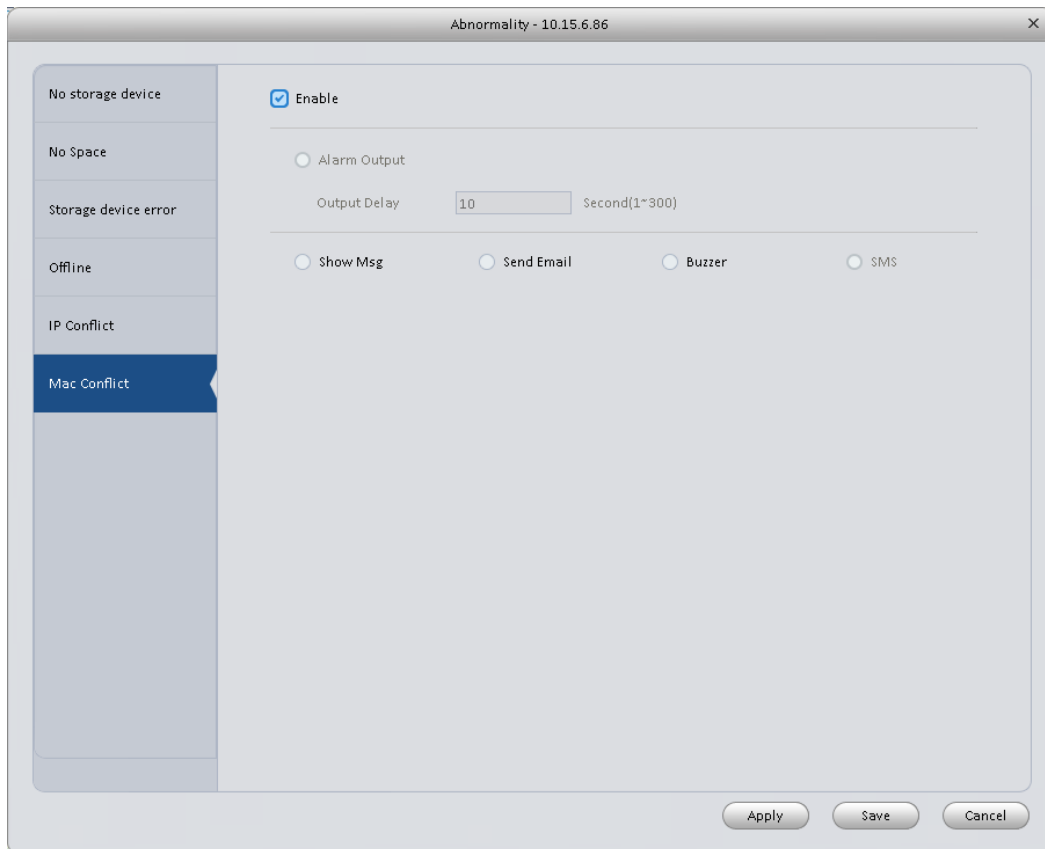 Abnormality - 10.15.6.86
No storage device
No Space
Storage device error
Offline
IP Conflict
Mac Conflict
Enable
Alarm Output
Output Delay 10 Second(1~300)
Show Msg Send Email Buzzer SMS
Apply Save Cancel